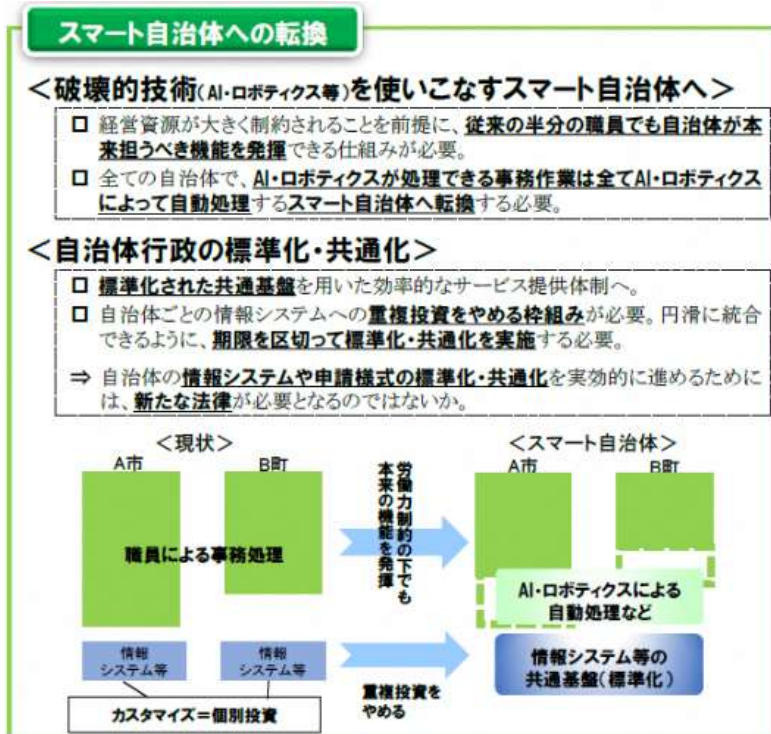 スマート自治体への転換
<破壊的技術(AI・ロボティクス等)を使いこなすスマート自治体へ>
□ 経営資源が大きく制約されることを前提に、従来の半分の職員でも自治体が本
来担うべき機能を発揮できる仕組みが必要。
□ 全ての自治体で、AI・ロボティクスが処理できる事務作業は全てAI・ロボティクス
によって自動処理するスマート自治体へ転換する必要。
<自治体行政の標準化・共通化>
□ 標準化された共通基盤を用いた効率的なサービス提供体制へ。
□ 自治体ごとの情報システムへの重複投資をやめる枠組みが必要。円滑に統合
できるように、期限を区切って標準化・共通化を実施する必要。
⇒ 自治体の情報システムや申請様式の標準化・共通化を実効的に進めるために
は、新たな法律が必要となるのではないか。
<現状>
A市
B町
職員による事務処理
情報
システム等
情報
システム等
カスタマイズ=個別投資
労働力制約の下でも
本来の機能を発揮
重複投資を
やめる
<スマート自治体>
A市
B町
AI・ロボティクスによる
自動処理など
情報システム等の
共通基盤(標準化)